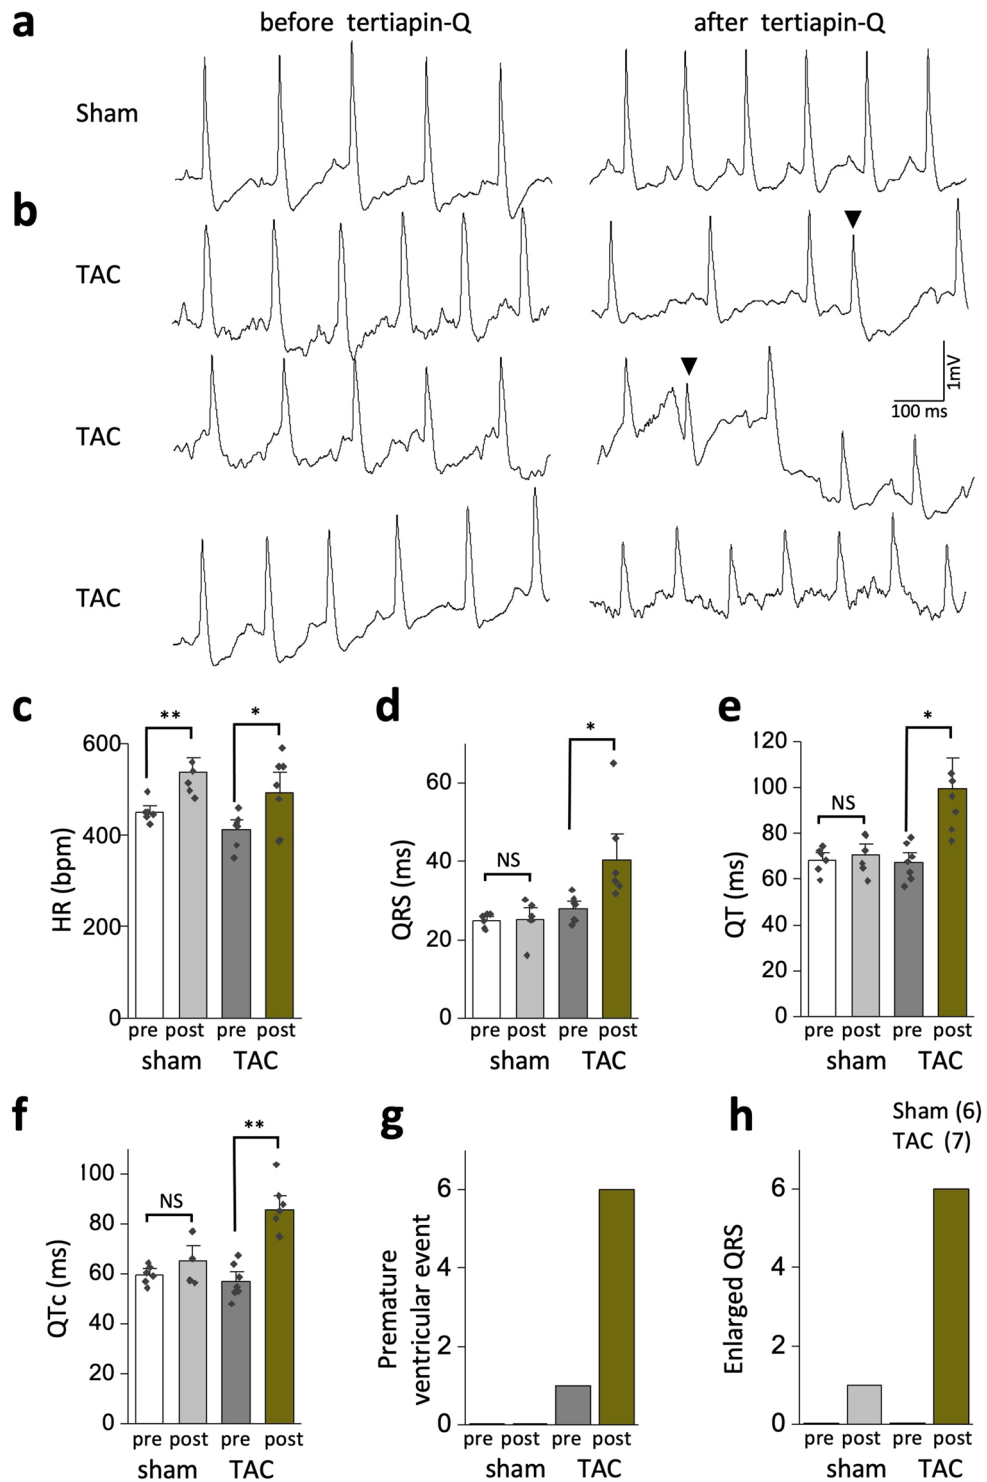 a
before tertiapin-Q
after tertiapin-Q
Sham
b
TAC
TAC
1mV
100 ms
TAC
c
HR (bpm)
600
400
200
0
**
*
pre post pre post
sham TAC
d
QRS (ms)
60
40
20
0
NS
*
pre post pre post
sham TAC
e
QT (ms)
120
100
80
60
40
20
0
NS
*
pre post pre post
sham TAC
f
QTc (ms)
100
80
60
40
20
0
NS
**
pre post pre post
sham TAC
g
Premature
ventricular event
6
4
2
0
pre post pre post
sham TAC
h
Sham (6)
TAC (7)
Enlarged QRS
6
4
2
0
pre post pre post
sham TAC